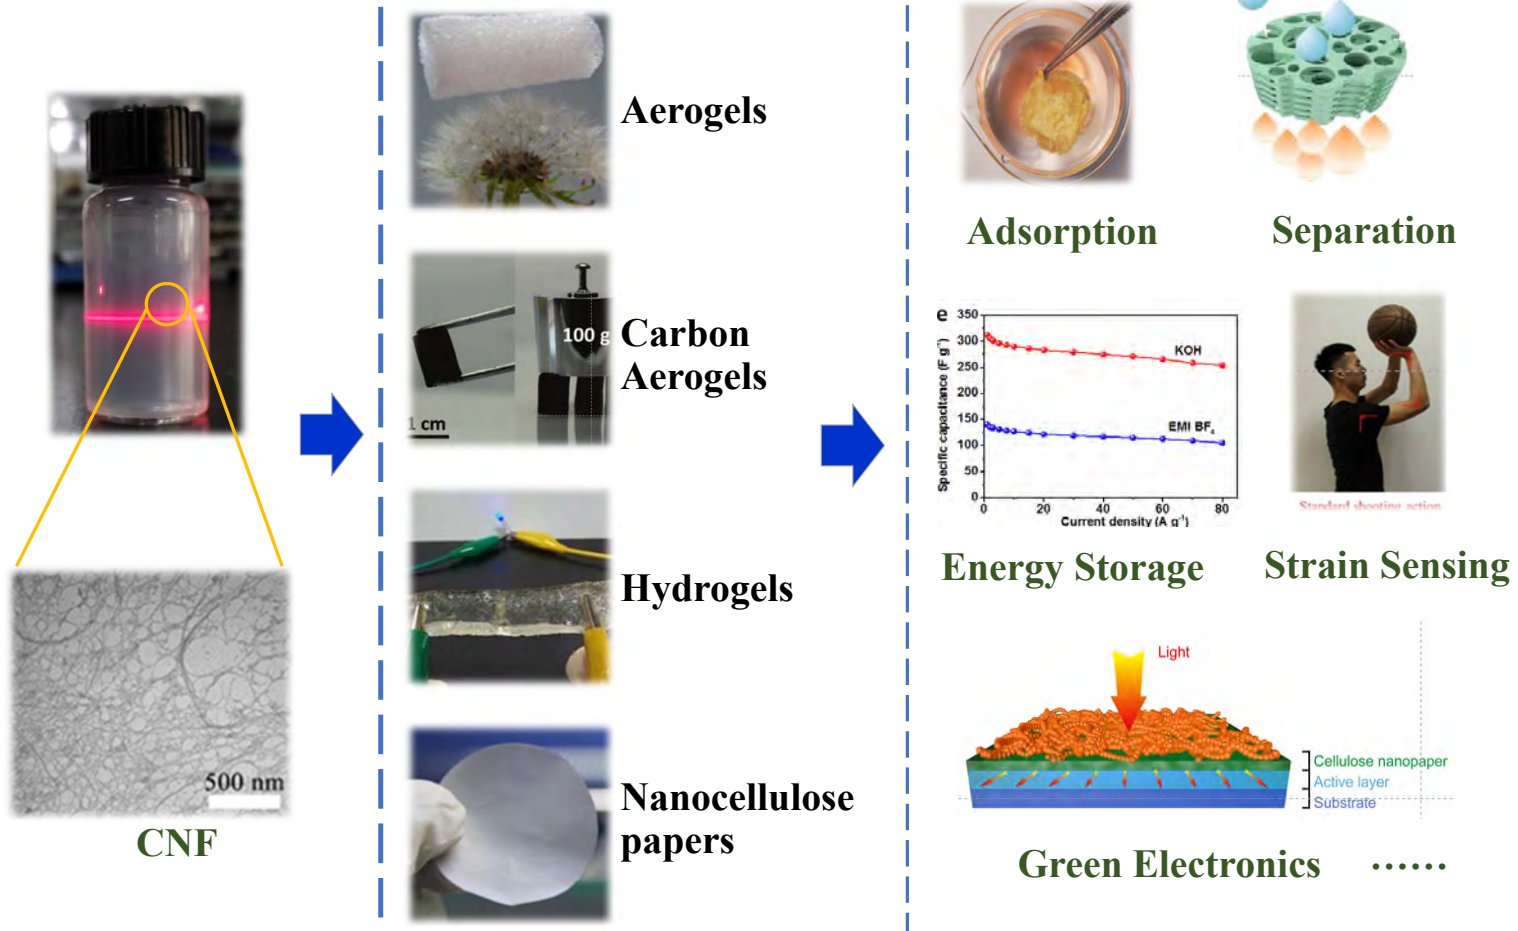 500 nm
CNF
Aerogels
100 g
1 cm
Carbon
Aerogels
Hydrogels
Nanocellulose
papers
Adsorption
Separation
e
350
300
250
200
150
100
50
0
Specific capacitance (F g⁻¹)
KOH
EMI BF₄
0 20 40 60 80
Current density (A g⁻¹)
Energy Storage
Standard shooting action
Strain Sensing
Light
Cellulose nanopaper
Active layer
Substrate
Green Electronics ......